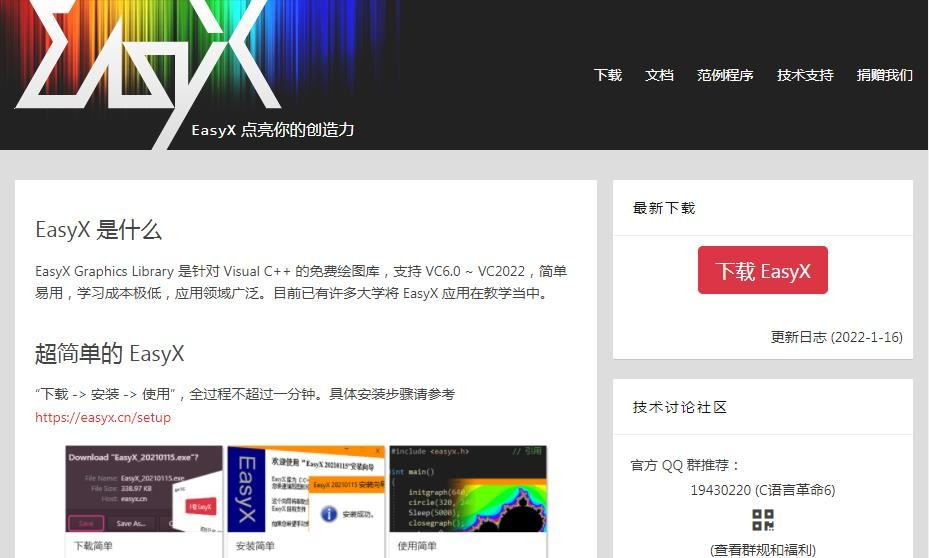 EasyX
下载 文档 范例程序 技术支持 捐赠我们
EasyX 点亮你的创造力
EasyX 是什么
EasyX Graphics Library 是针对 Visual C++ 的免费绘图库，支持 VC6.0 ~ VC2022，简单
易用，学习成本极低，应用领域广泛。目前已有许多大学将 EasyX 应用在教学当中。
超简单的 EasyX
“下载 -> 安装 -> 使用”，全过程不超过一分钟。具体安装步骤请参考
https://easyx.cn/setup
Download "EasyX_20210115.exe"?
File Name: EasyX_20210115.exe
File Size: 338.97 KB
Host: easyx.cn
下载 EasyX
Save
Save As...
下载简单
EasyX
欢迎使用“EasyX 20210115”安装向导
EasyX 20210115 安装向导
安装成功。
安装简单
#include <easyx.h> // 引用
int main()
{
initgraph(640,
circle(320, 24
Sleep(5000);
closegraph();
使用简单
最新下载
下载 EasyX
更新日志 (2022-1-16)
技术讨论社区
官方 QQ 群推荐：
19430220 (C语言革命6)
(查看群规和福利)